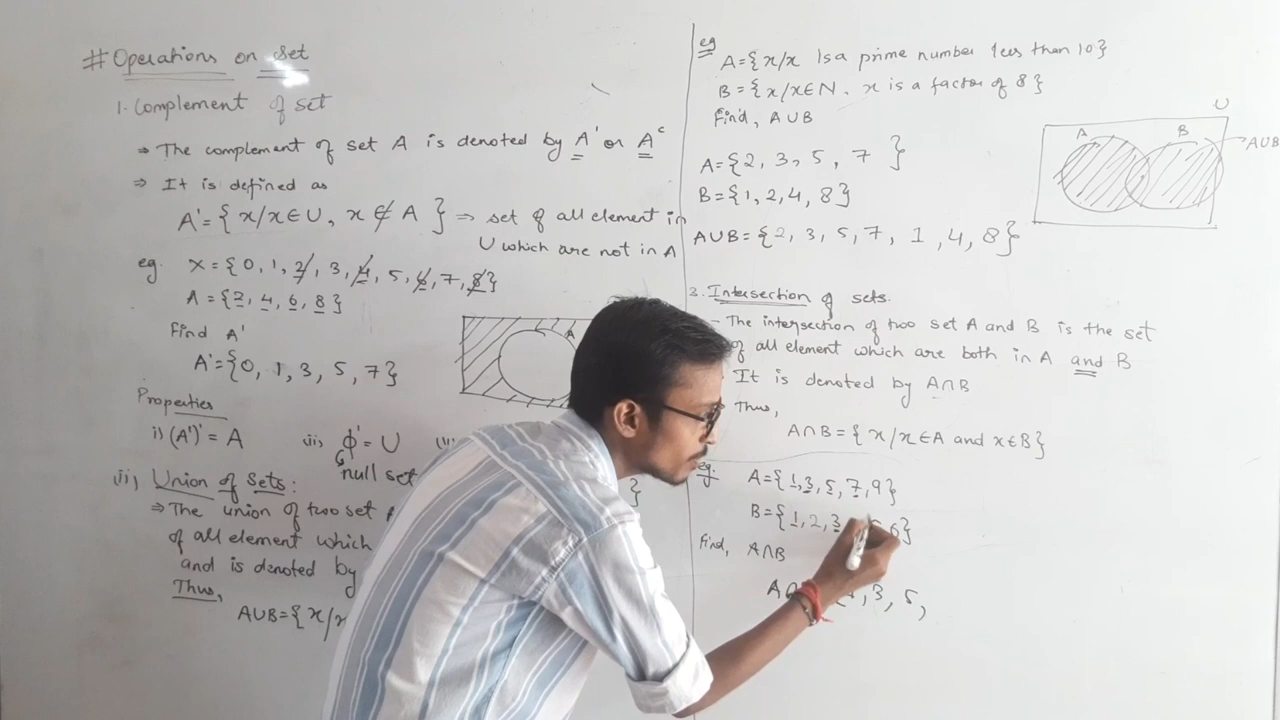 # Operations on Set
1. Complement of set
⇒ The complement of set A is denoted by A' or Aᶜ
⇒ It is defined as
A' = { x/x∈U, x∉A } ⇒ set of all element in
U which are not in A
eg. X = {0, 1, 2, 3, 4, 5, 6, 7, 8}
A = {2, 4, 6, 8}
Find A'
A' = {0, 1, 3, 5, 7}
A
Properties
i) (A')' = A (ii) ϕ' = U
null set
ii) Union of sets:
⇒ The union of two set
of all element which
and is denoted by
Thus,
A∪B = { x/x
}
eg A = { x/x Is a prime number less than 10}
B = { x/x∈N, x is a factor of 8}
Find, A∪B
A = {2, 3, 5, 7 }
B = {1, 2, 4, 8}
A∪B = {2, 3, 5, 7, 1, 4, 8}
U
A B
A∪B
3. Intersection of sets.
- The intersection of two set A and B is the set
of all element which are both in A and B
It is denoted by A∩B
Thus,
A∩B = { x/x∈A and x∈B}
eg. A = {1, 3, 5, 7, 9}
B = {1, 2, 3 6}
Find, A∩B
A , 3, 5,